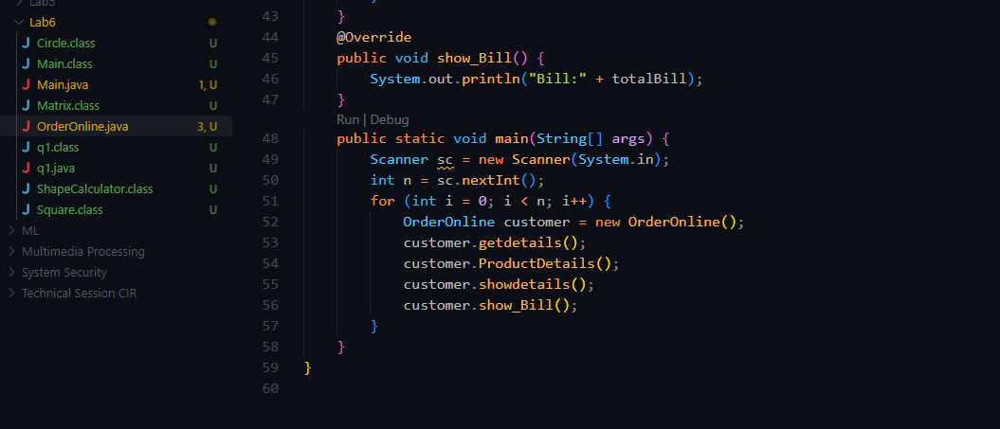 Lab5
Lab6
Circle.class U
Main.class U
Main.java 1, U
Matrix.class U
OrderOnline.java 3, U
q1.class U
q1.java U
ShapeCalculator.class U
Square.class U
ML
Multimedia Processing
System Security
Technical Session CIR
43 }
44 @Override
45 public void show_Bill() {
46 System.out.println("Bill:" + totalBill);
47 }
Run | Debug
48 public static void main(String[] args) {
49 Scanner sc = new Scanner(System.in);
50 int n = sc.nextInt();
51 for (int i = 0; i < n; i++) {
52 OrderOnline customer = new OrderOnline();
53 customer.getdetails();
54 customer.ProductDetails();
55 customer.showdetails();
56 customer.show_Bill();
57 }
58 }
59 }
60